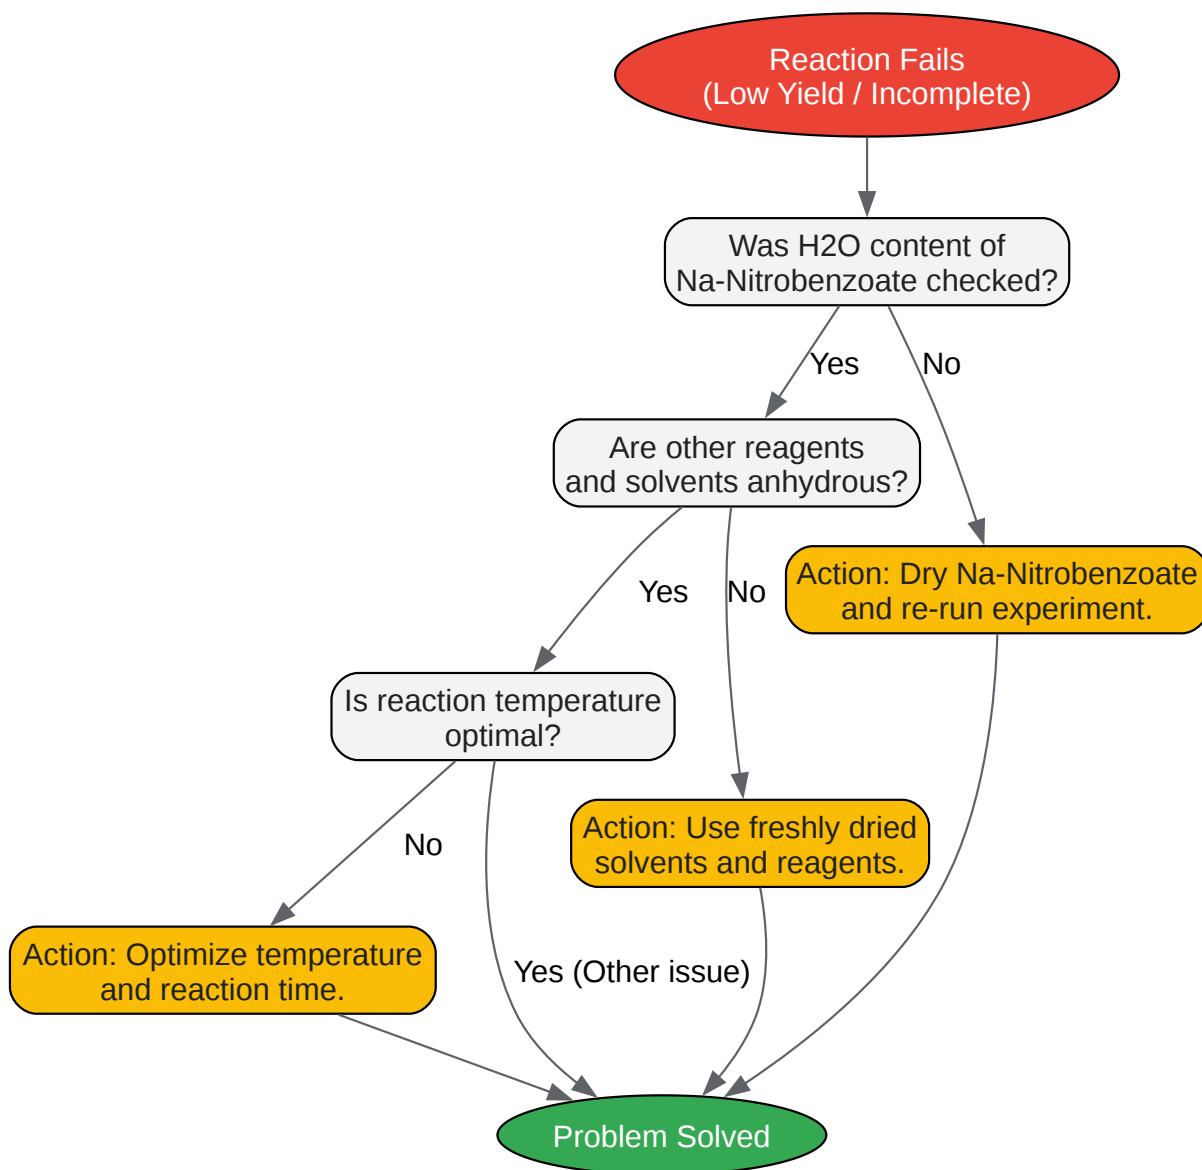 Reaction Fails
(Low Yield / Incomplete)
Was H2O content of
Na-Nitrobenzoate checked?
Yes
No
Are other reagents
and solvents anhydrous?
Action: Dry Na-Nitrobenzoate
and re-run experiment.
Yes
No
Is reaction temperature
optimal?
Action: Use freshly dried
solvents and reagents.
No
Action: Optimize temperature
and reaction time.
Yes (Other issue)
Problem Solved